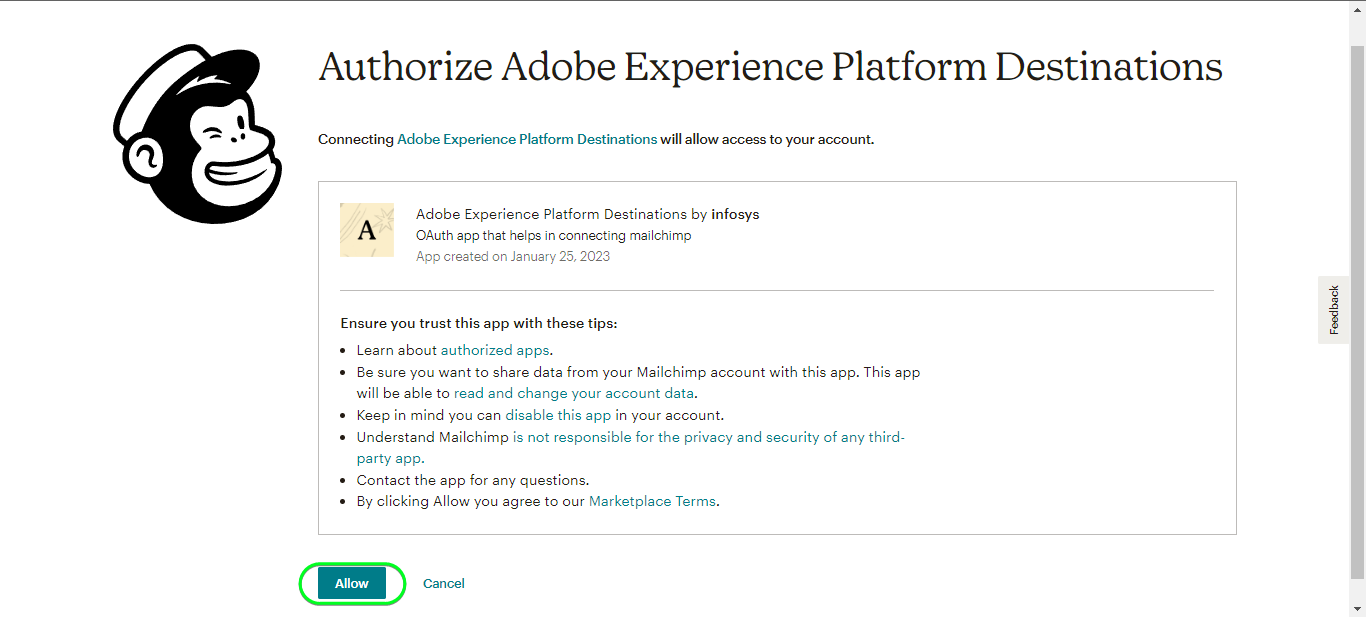 Authorize Adobe Experience Platform Destinations
Connecting Adobe Experience Platform Destinations will allow access to your account.
A
Adobe Experience Platform Destinations by infosys
OAuth app that helps in connecting mailchimp
App created on January 25, 2023
Ensure you trust this app with these tips:
• Learn about authorized apps.
• Be sure you want to share data from your Mailchimp account with this app. This app
will be able to read and change your account data.
• Keep in mind you can disable this app in your account.
• Understand Mailchimp is not responsible for the privacy and security of any third-
party app.
• Contact the app for any questions.
• By clicking Allow you agree to our Marketplace Terms.
Allow Cancel
Feedback